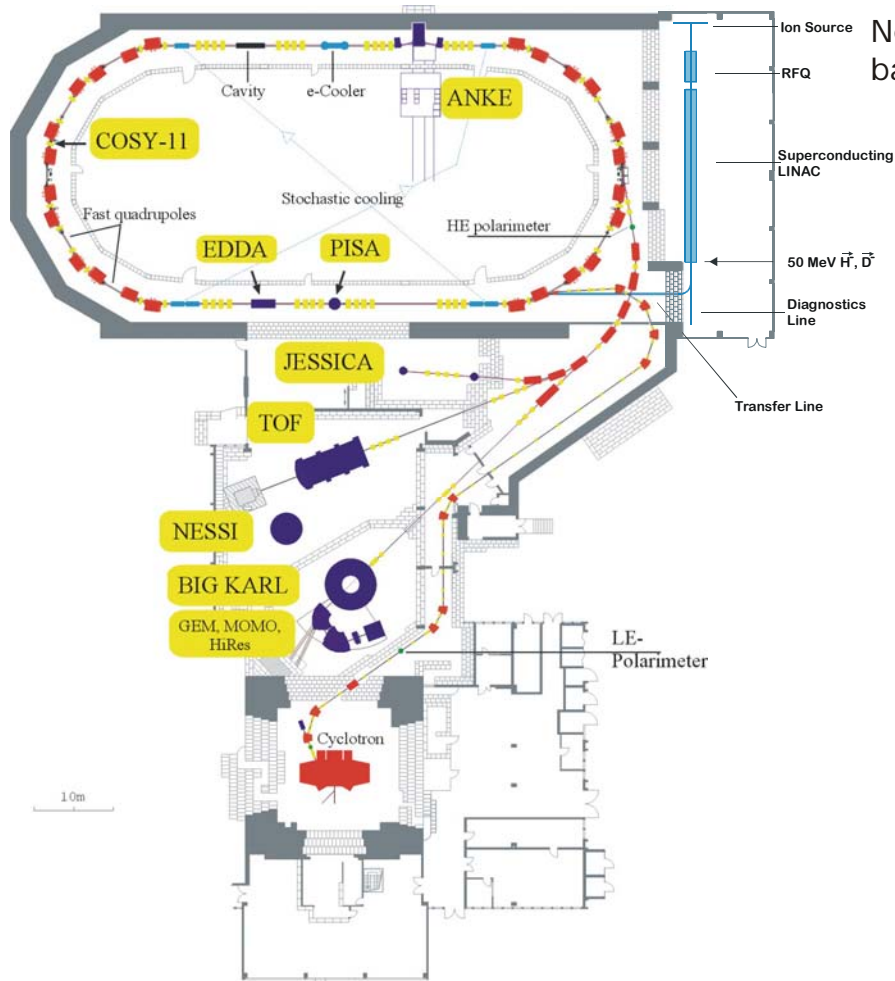 Ion Source
RFQ
Cavity
e-Cooler
ANKE
COSY-11
Superconducting
LINAC
Stochastic cooling
Fast quadrupoles
HE polarimeter
EDDA
PISA
50 MeV H⃗⁻, D⃗⁻
Diagnostics
Line
JESSICA
Transfer Line
TOF
NESSI
BIG KARL
GEM, MOMO,
HiRes
LE-
Polarimeter
Cyclotron
10m